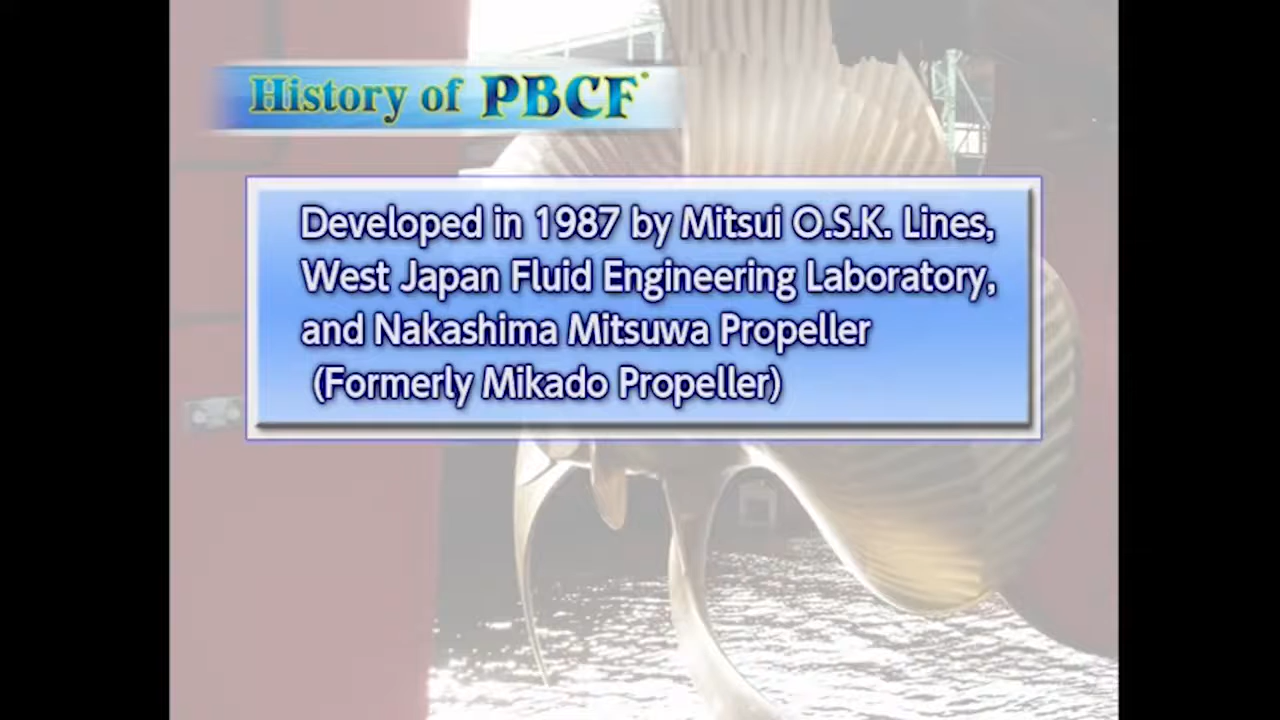 History of PBCF
Developed in 1987 by Mitsui O.S.K. Lines,
West Japan Fluid Engineering Laboratory,
and Nakashima Mitsuwa Propeller
(Formerly Mikado Propeller)